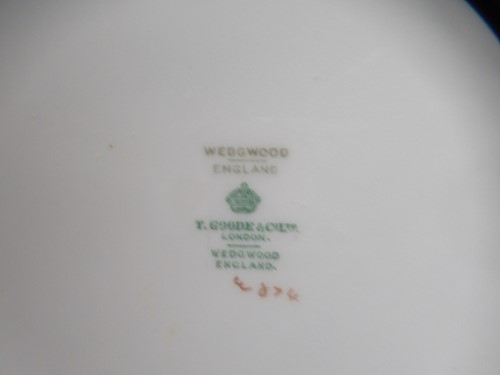 WEDGWOOD
ENGLAND
T. GOODE & CO. LTD.
LONDON.
WEDGWOOD
ENGLAND.